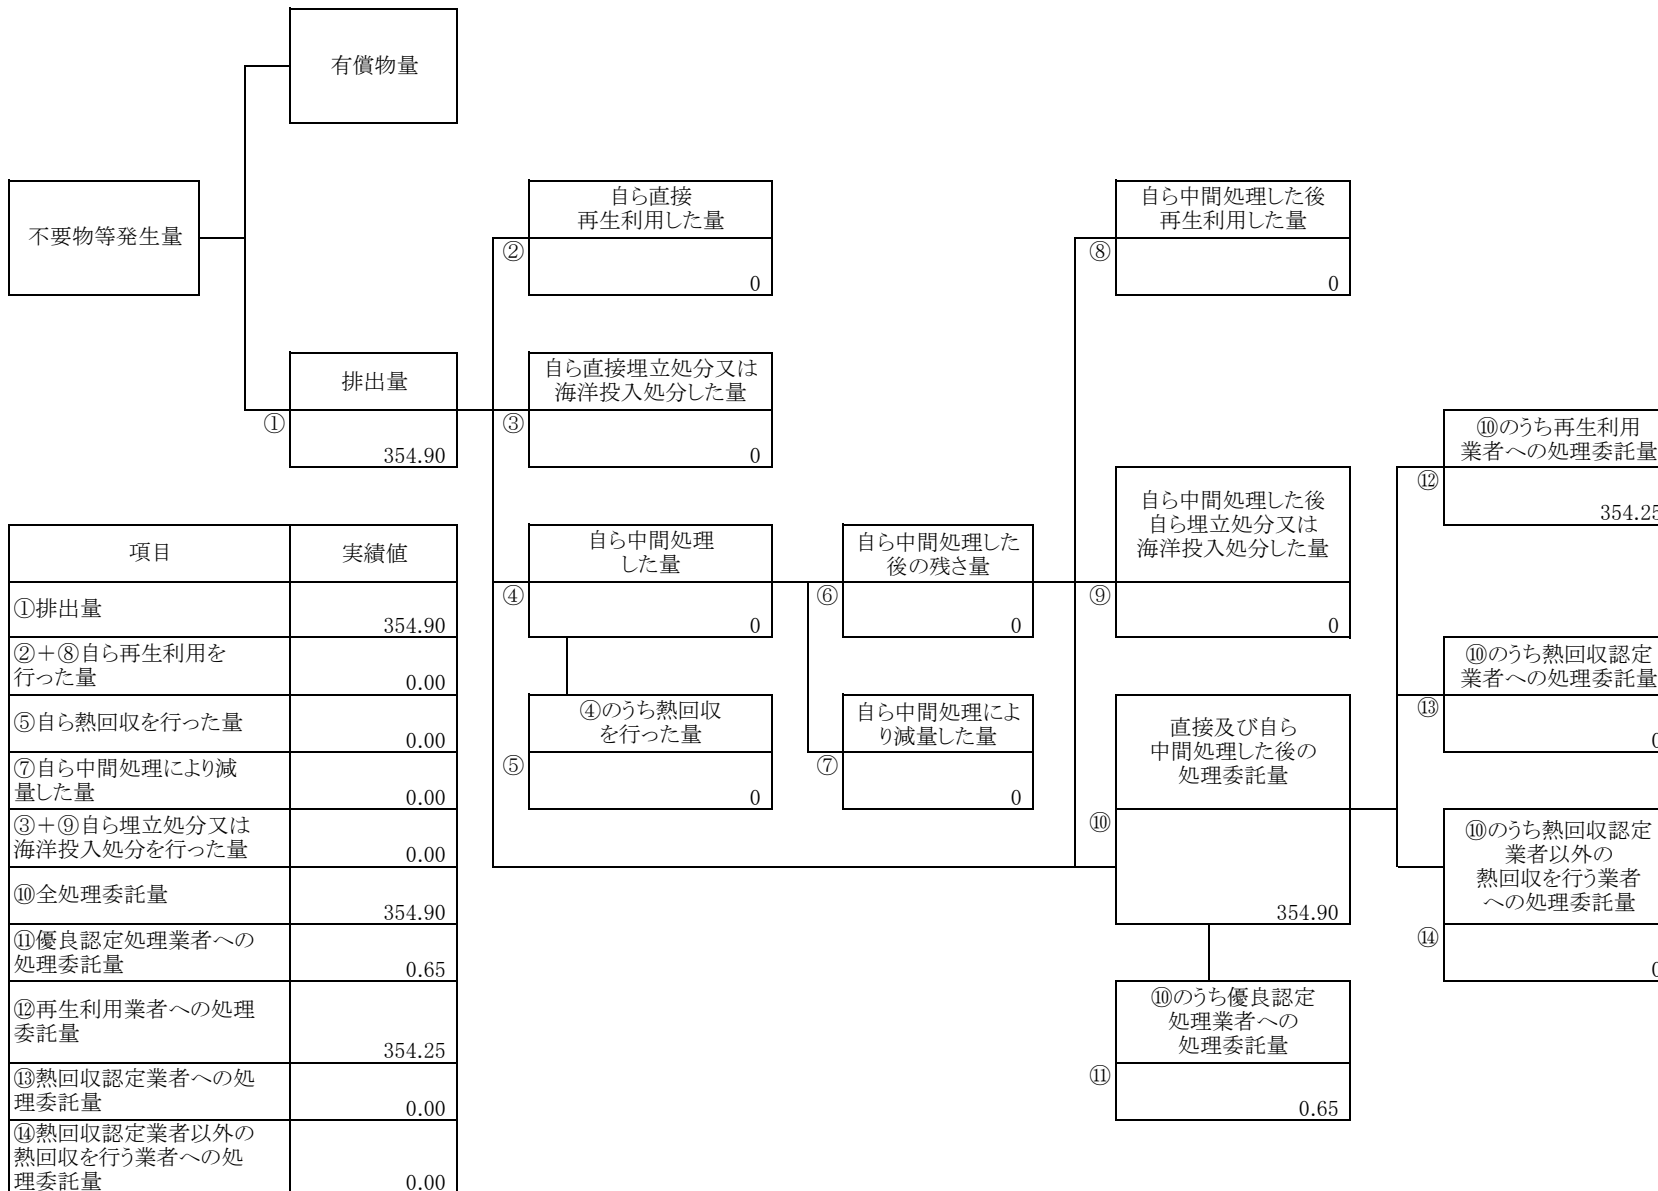 有償物量
不要物等発生量
自ら直接
再生利用した量
②
0
自ら中間処理した後
再生利用した量
⑧
0
排出量
①
354.90
自ら直接埋立処分又は
海洋投入処分した量
③
0
⑩のうち再生利用
業者への処理委託量
⑫
354.25
自ら中間処理
した量
④
0
自ら中間処理した
後の残さ量
⑥
0
自ら中間処理した後
自ら埋立処分又は
海洋投入処分した量
⑨
0
⑩のうち熱回収認定
業者への処理委託量
⑬
0
④のうち熱回収
を行った量
⑤
0
自ら中間処理によ
り減量した量
⑦
0
直接及び自ら
中間処理した後の
処理委託量
⑩
354.90
⑩のうち熱回収認定
業者以外の
熱回収を行う業者
への処理委託量
⑭
0
⑩のうち優良認定
処理業者への
処理委託量
⑪
0.65
項目 実績値
①排出量
354.90
②+⑧自ら再生利用を
行った量 0.00
⑤自ら熱回収を行った量
0.00
⑦自ら中間処理により減
量した量 0.00
③+⑨自ら埋立処分又は
海洋投入処分を行った量 0.00
⑩全処理委託量
354.90
⑪優良認定処理業者への
処理委託量 0.65
⑫再生利用業者への処理
委託量
354.25
⑬熱回収認定業者への処
理委託量 0.00
⑭熱回収認定業者以外の
熱回収を行う業者への処
理委託量 0.00